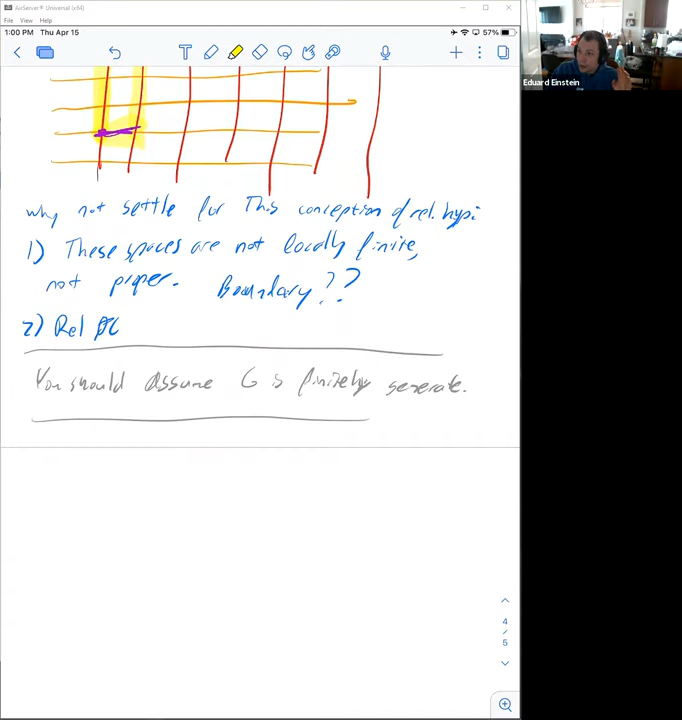 AirServer® Universal (x64)
File View Help
1:00 PM Thu Apr 15
57%
Eduard Einstein
why not settle for This conception of rel. hyp:
1) These spaces are not locally finite,
not proper. Boundary??
2) Rel
You should assume G is finitely generate.
4
/
5